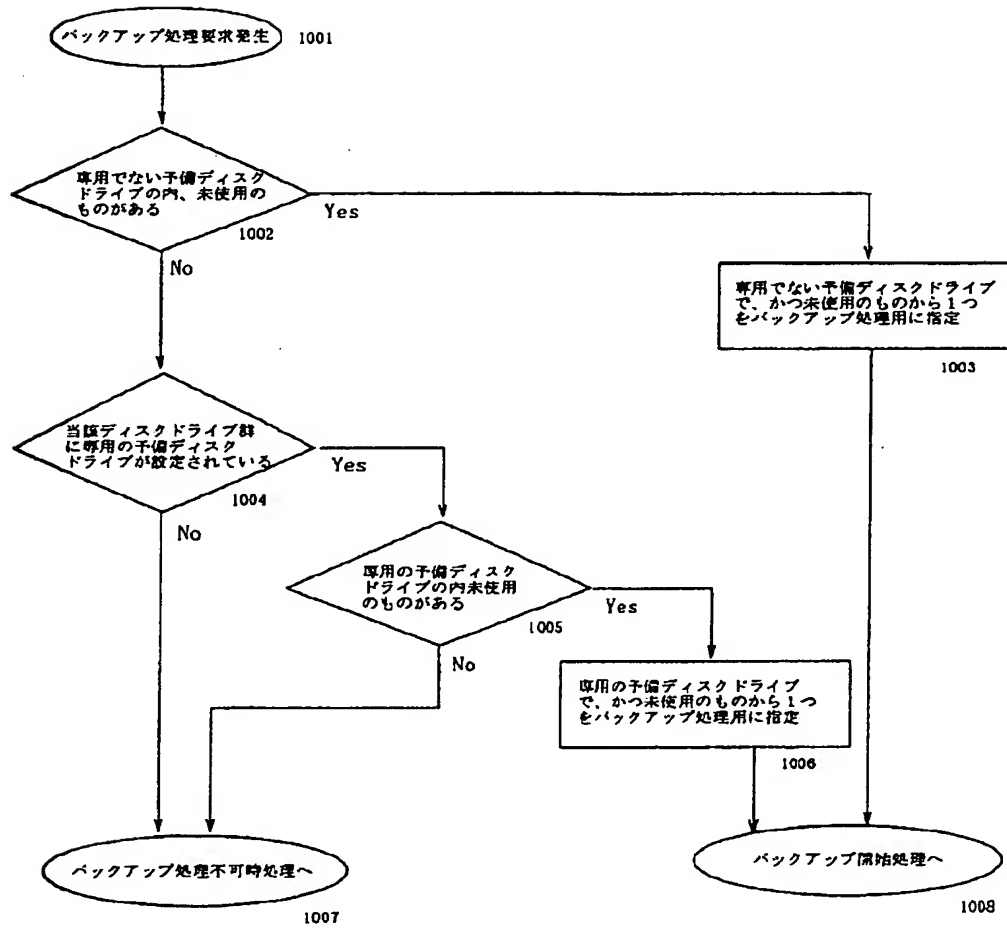 バックアップ処理要求発生
1001
専用でない予備ディスク
ドライブの内、未使用の
ものがある
1002
Yes
No
専用でない予備ディスクドライブ
で、かつ未使用のものから1つ
をバックアップ処理用に指定
1003
当該ディスクドライブ群
に専用の予備ディスク
ドライブが設定されている
1004
Yes
No
専用の予備ディスク
ドライブの内未使用
のものがある
1005
Yes
No
専用の予備ディスクドライブ
で、かつ未使用のものから1つ
をバックアップ処理用に指定
1006
バックアップ処理不可時処理へ
1007
バックアップ開始処理へ
1008